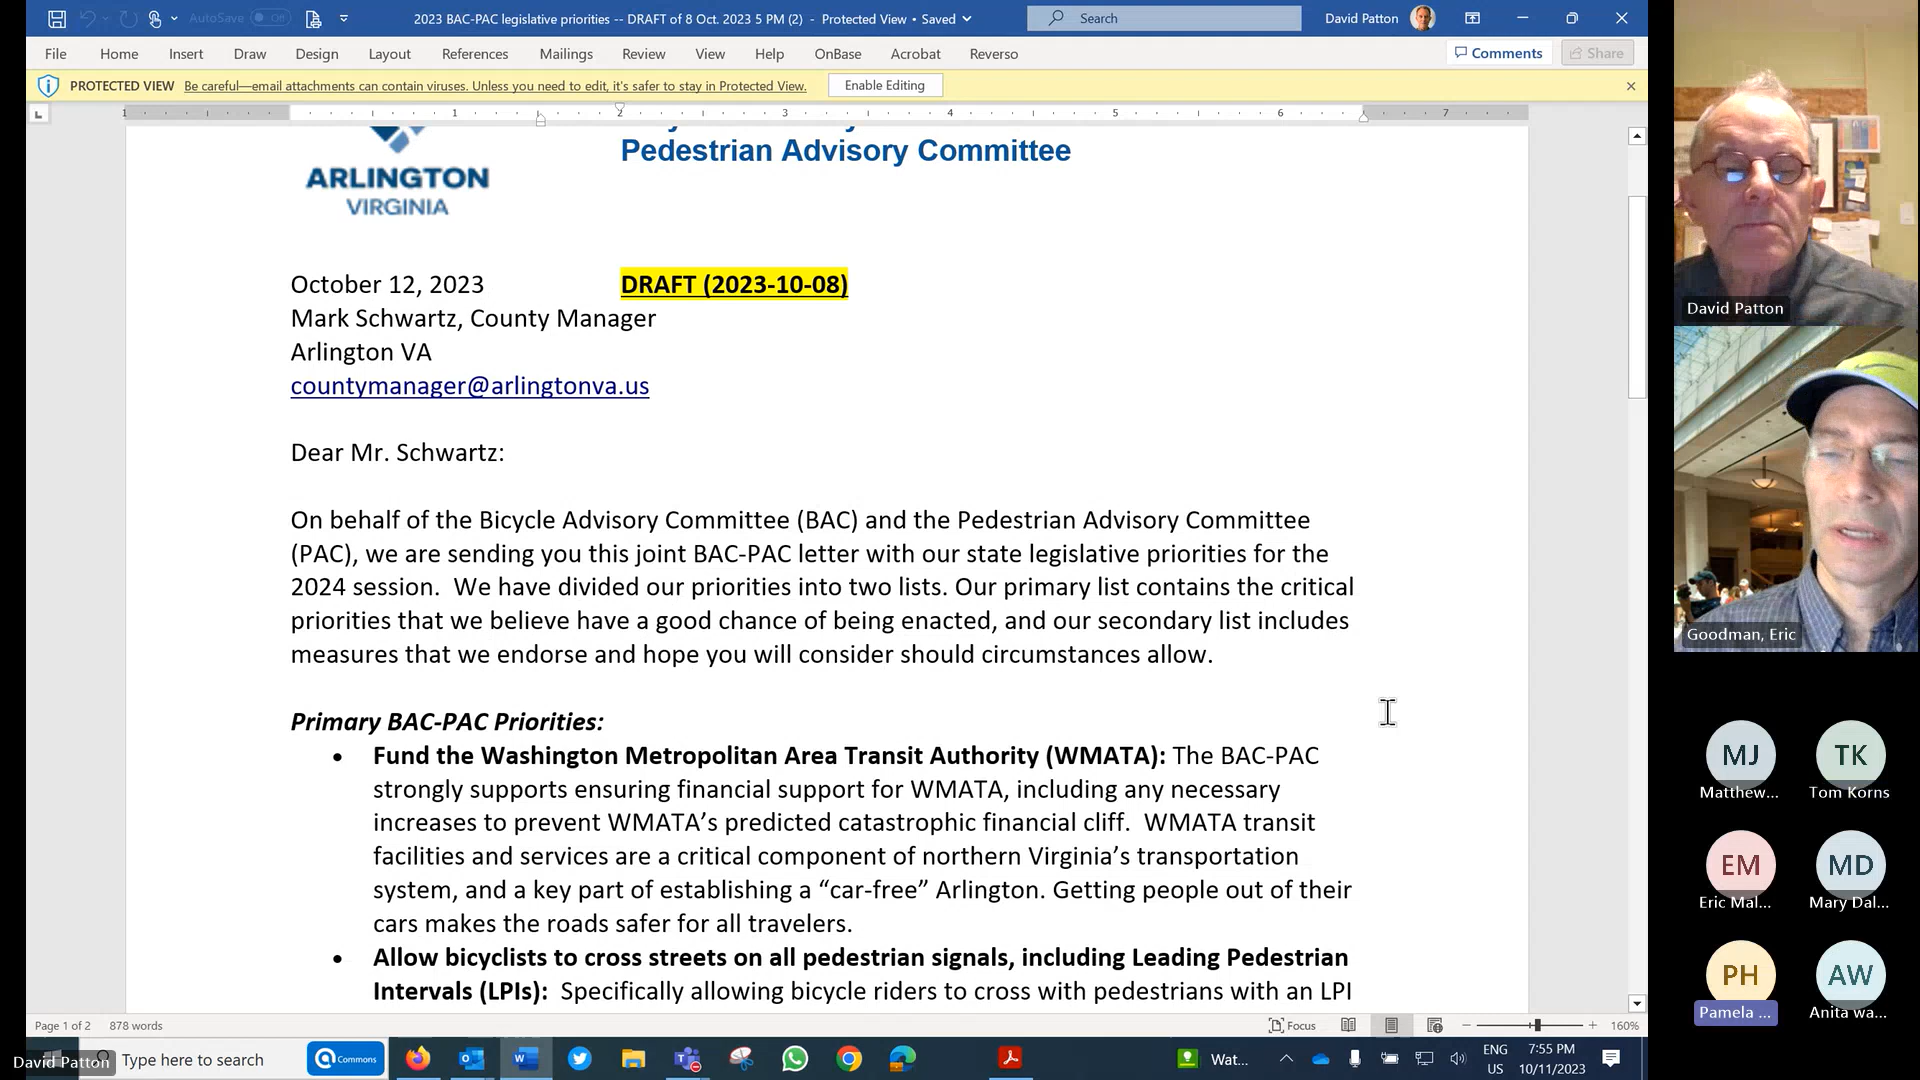 AutoSave Off
2023 BAC-PAC legislative priorities -- DRAFT of 8 Oct. 2023 5 PM (2) - Protected View • Saved
Search
David Patton
File Home Insert Draw Design Layout References Mailings Review View Help OnBase Acrobat Reverso
Comments Share
PROTECTED VIEW Be careful—email attachments can contain viruses. Unless you need to edit, it's safer to stay in Protected View. Enable Editing
1 1 2 3 4 5 6 7
Pedestrian Advisory Committee
ARLINGTON
VIRGINIA
October 12, 2023 DRAFT (2023-10-08)
Mark Schwartz, County Manager
Arlington VA
countymanager@arlingtonva.us
Dear Mr. Schwartz:
On behalf of the Bicycle Advisory Committee (BAC) and the Pedestrian Advisory Committee
(PAC), we are sending you this joint BAC-PAC letter with our state legislative priorities for the
2024 session. We have divided our priorities into two lists. Our primary list contains the critical
priorities that we believe have a good chance of being enacted, and our secondary list includes
measures that we endorse and hope you will consider should circumstances allow.
Primary BAC-PAC Priorities:
• Fund the Washington Metropolitan Area Transit Authority (WMATA): The BAC-PAC
strongly supports ensuring financial support for WMATA, including any necessary
increases to prevent WMATA’s predicted catastrophic financial cliff. WMATA transit
facilities and services are a critical component of northern Virginia’s transportation
system, and a key part of establishing a “car-free” Arlington. Getting people out of their
cars makes the roads safer for all travelers.
• Allow bicyclists to cross streets on all pedestrian signals, including Leading Pedestrian
Intervals (LPIs): Specifically allowing bicycle riders to cross with pedestrians with an LPI
Page 1 of 2 878 words
Focus
160%
David Patton
Type here to search
Commons
Wat...
ENG
US
7:55 PM
10/11/2023
David Patton
Goodman, Eric
MJ
Matthew...
TK
Tom Korns
EM
Eric Mal...
MD
Mary Dal...
PH
Pamela ...
AW
Anita wa...